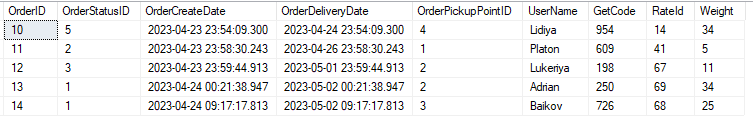 OrderID OrderStatusID OrderCreateDate OrderDeliveryDate OrderPickupPointID UserName GetCode RateId Weight
10 5 2023-04-23 23:54:09.300 2023-04-24 23:54:09.300 4 Lidiya 954 14 34
11 2 2023-04-23 23:58:30.243 2023-04-26 23:58:30.243 1 Platon 609 41 5
12 3 2023-04-23 23:59:44.913 2023-05-01 23:59:44.913 2 Lukeriya 198 67 11
13 1 2023-04-24 00:21:38.947 2023-05-02 00:21:38.947 2 Adrian 250 69 34
14 1 2023-04-24 09:17:17.813 2023-05-02 09:17:17.813 3 Baikov 726 68 25